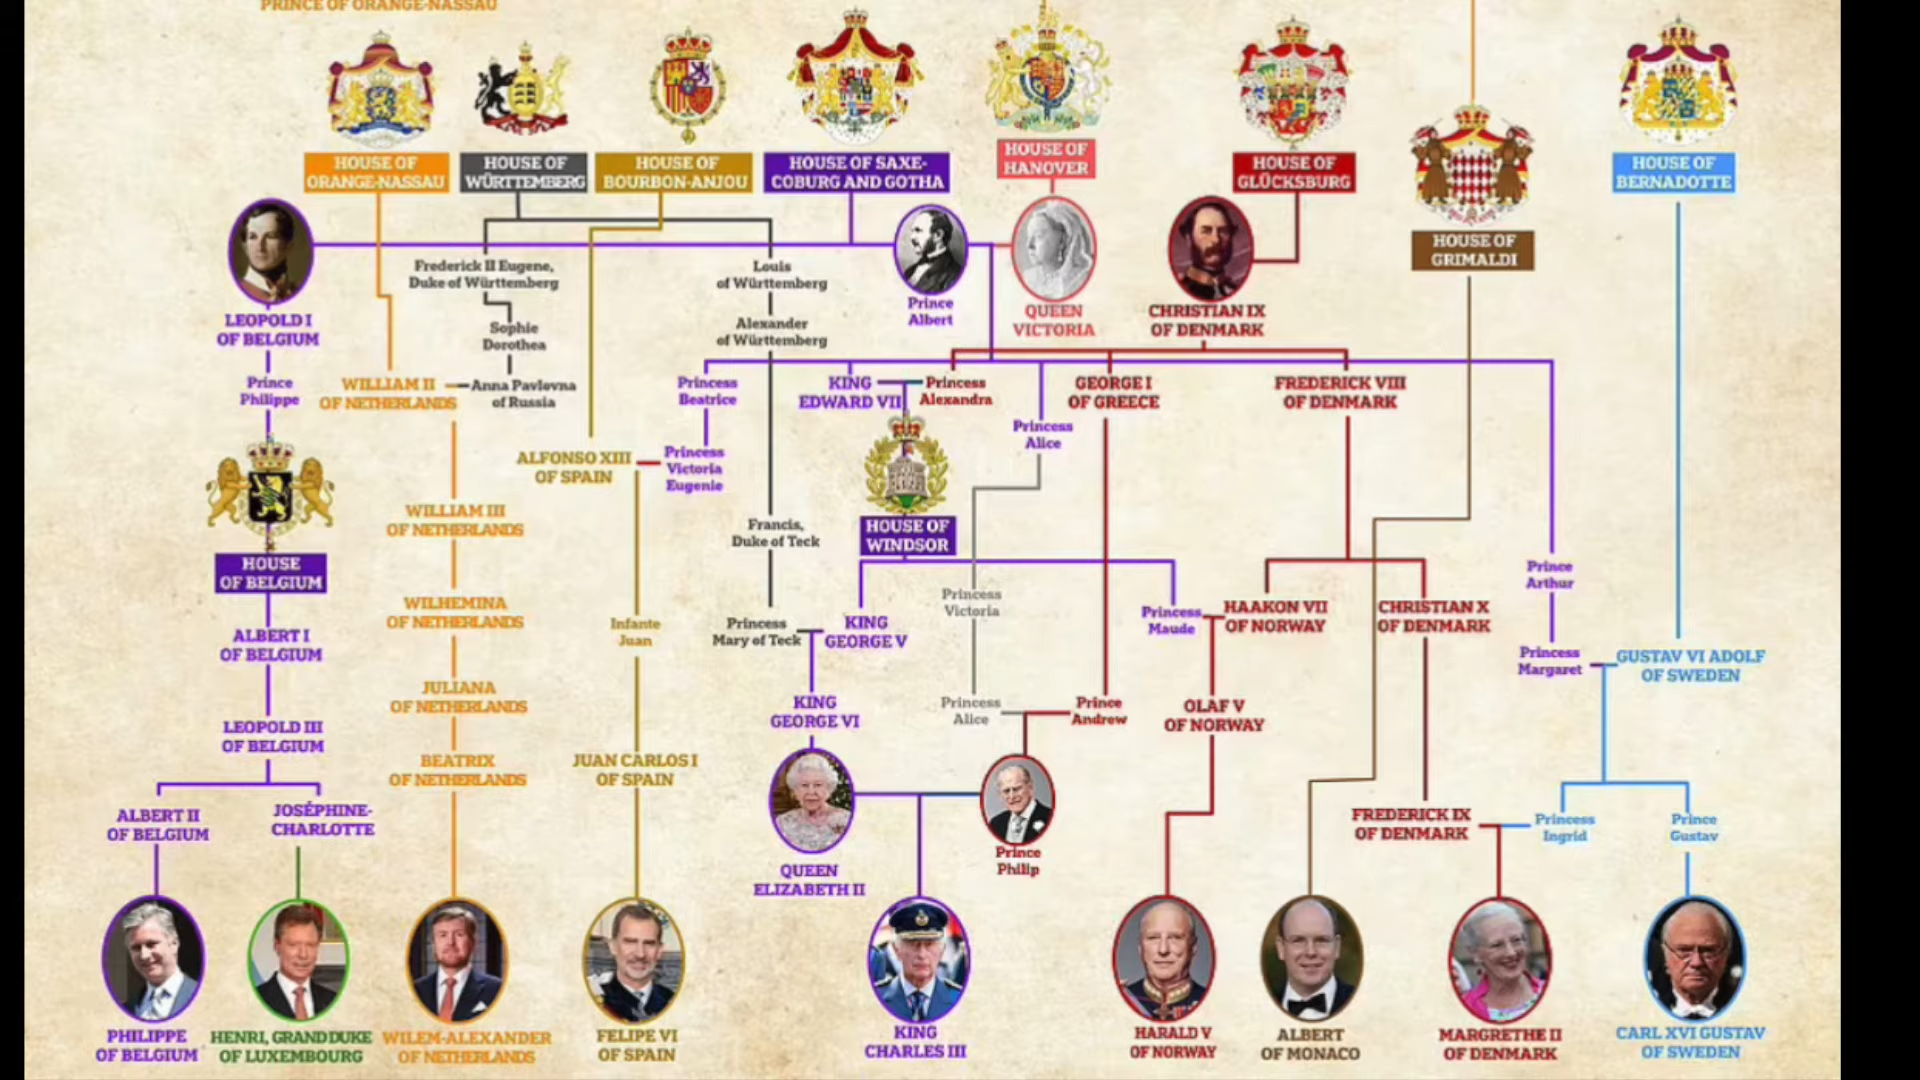 PRINCE OF ORANGE-NASSAU
HOUSE OF
ORANGE-NASSAU
HOUSE OF
WÜRTTEMBERG
HOUSE OF
BOURBON-ANJOU
HOUSE OF SAXE-
COBURG AND GOTHA
HOUSE OF
HANOVER
HOUSE OF
GLÜCKSBURG
HOUSE OF
GRIMALDI
HOUSE OF
BERNADOTTE
LEOPOLD I
OF BELGIUM
Frederick II Eugene,
Duke of Württemberg
Louis
of Württemberg
Prince
Albert
QUEEN
VICTORIA
CHRISTIAN IX
OF DENMARK
Sophie
Dorothea
Alexander
of Württemberg
Prince
Philippe
WILLIAM II
OF NETHERLANDS
Anna Pavlovna
of Russia
Princess
Beatrice
KING
EDWARD VII
Princess
Alexandra
GEORGE I
OF GREECE
FREDERICK VIII
OF DENMARK
Princess
Alice
ALFONSO XIII
OF SPAIN
Princess
Victoria
Eugenie
WILLIAM III
OF NETHERLANDS
Francis,
Duke of Teck
HOUSE OF
WINDSOR
HOUSE
OF BELGIUM
Prince
Arthur
WILHEMINA
OF NETHERLANDS
Princess
Victoria
ALBERT I
OF BELGIUM
Infante
Juan
Princess
Mary of Teck
KING
GEORGE V
Princess
Maude
HAAKON VII
OF NORWAY
CHRISTIAN X
OF DENMARK
Princess
Margaret
GUSTAV VI ADOLF
OF SWEDEN
JULIANA
OF NETHERLANDS
KING
GEORGE VI
Princess
Alice
Prince
Andrew
OLAF V
OF NORWAY
LEOPOLD III
OF BELGIUM
BEATRIX
OF NETHERLANDS
JUAN CARLOS I
OF SPAIN
ALBERT II
OF BELGIUM
JOSÉPHINE-
CHARLOTTE
FREDERICK IX
OF DENMARK
Princess
Ingrid
Prince
Gustav
QUEEN
ELIZABETH II
Prince
Philip
PHILIPPE
OF BELGIUM
HENRI, GRAND DUKE
OF LUXEMBOURG
WILEM-ALEXANDER
OF NETHERLANDS
FELIPE VI
OF SPAIN
KING
CHARLES III
HARALD V
OF NORWAY
ALBERT
OF MONACO
MARGRETHE II
OF DENMARK
CARL XVI GUSTAV
OF SWEDEN